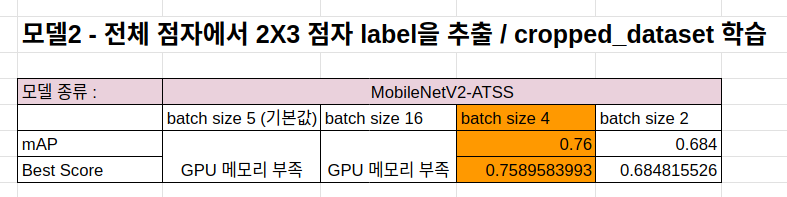 모델2 - 전체 점자에서 2X3 점자 label을 추출 / cropped_dataset 학습
모델 종류 : MobileNetV2-ATSS
batch size 5 (기본값) batch size 16 batch size 4 batch size 2
mAP 0.76 0.684
Best Score GPU 메모리 부족 GPU 메모리 부족 0.7589583993 0.684815526